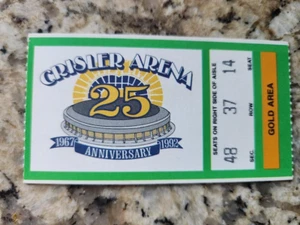 CRISLER ARENA
25
1967 1992
ANNIVERSARY
SEATS ON RIGHT SIDE OF AISLE
48 37 14
SEC. ROW SEAT
GOLD AREA